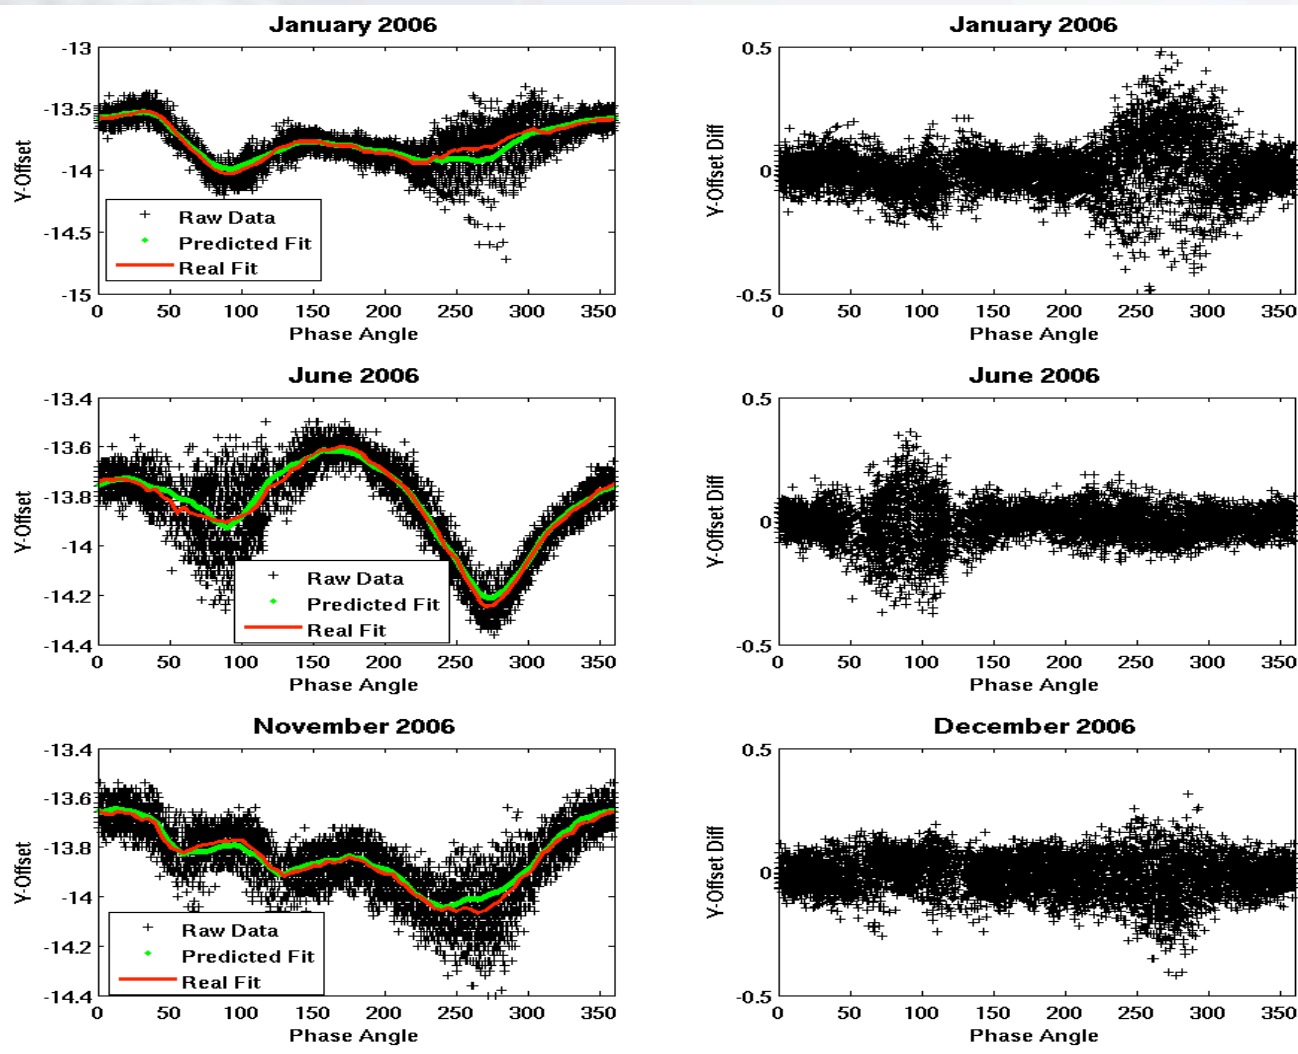 January 2006
-13
-13.5
-14
-14.5
-15
Y-Offset
Raw Data
Predicted Fit
Real Fit
0 50 100 150 200 250 300 350
Phase Angle
January 2006
0.5
0
-0.5
Y-Offset Diff
0 50 100 150 200 250 300 350
Phase Angle
June 2006
-13.4
-13.6
-13.8
-14
-14.2
-14.4
Y-Offset
Raw Data
Predicted Fit
Real Fit
0 50 100 150 200 250 300 350
Phase Angle
June 2006
0.5
0
-0.5
Y-Offset Diff
0 50 100 150 200 250 300 350
Phase Angle
November 2006
-13.4
-13.6
-13.8
-14
-14.2
-14.4
Y-Offset
Raw Data
Predicted Fit
Real Fit
0 50 100 150 200 250 300 350
Phase Angle
December 2006
0.5
0
-0.5
Y-Offset Diff
0 50 100 150 200 250 300 350
Phase Angle